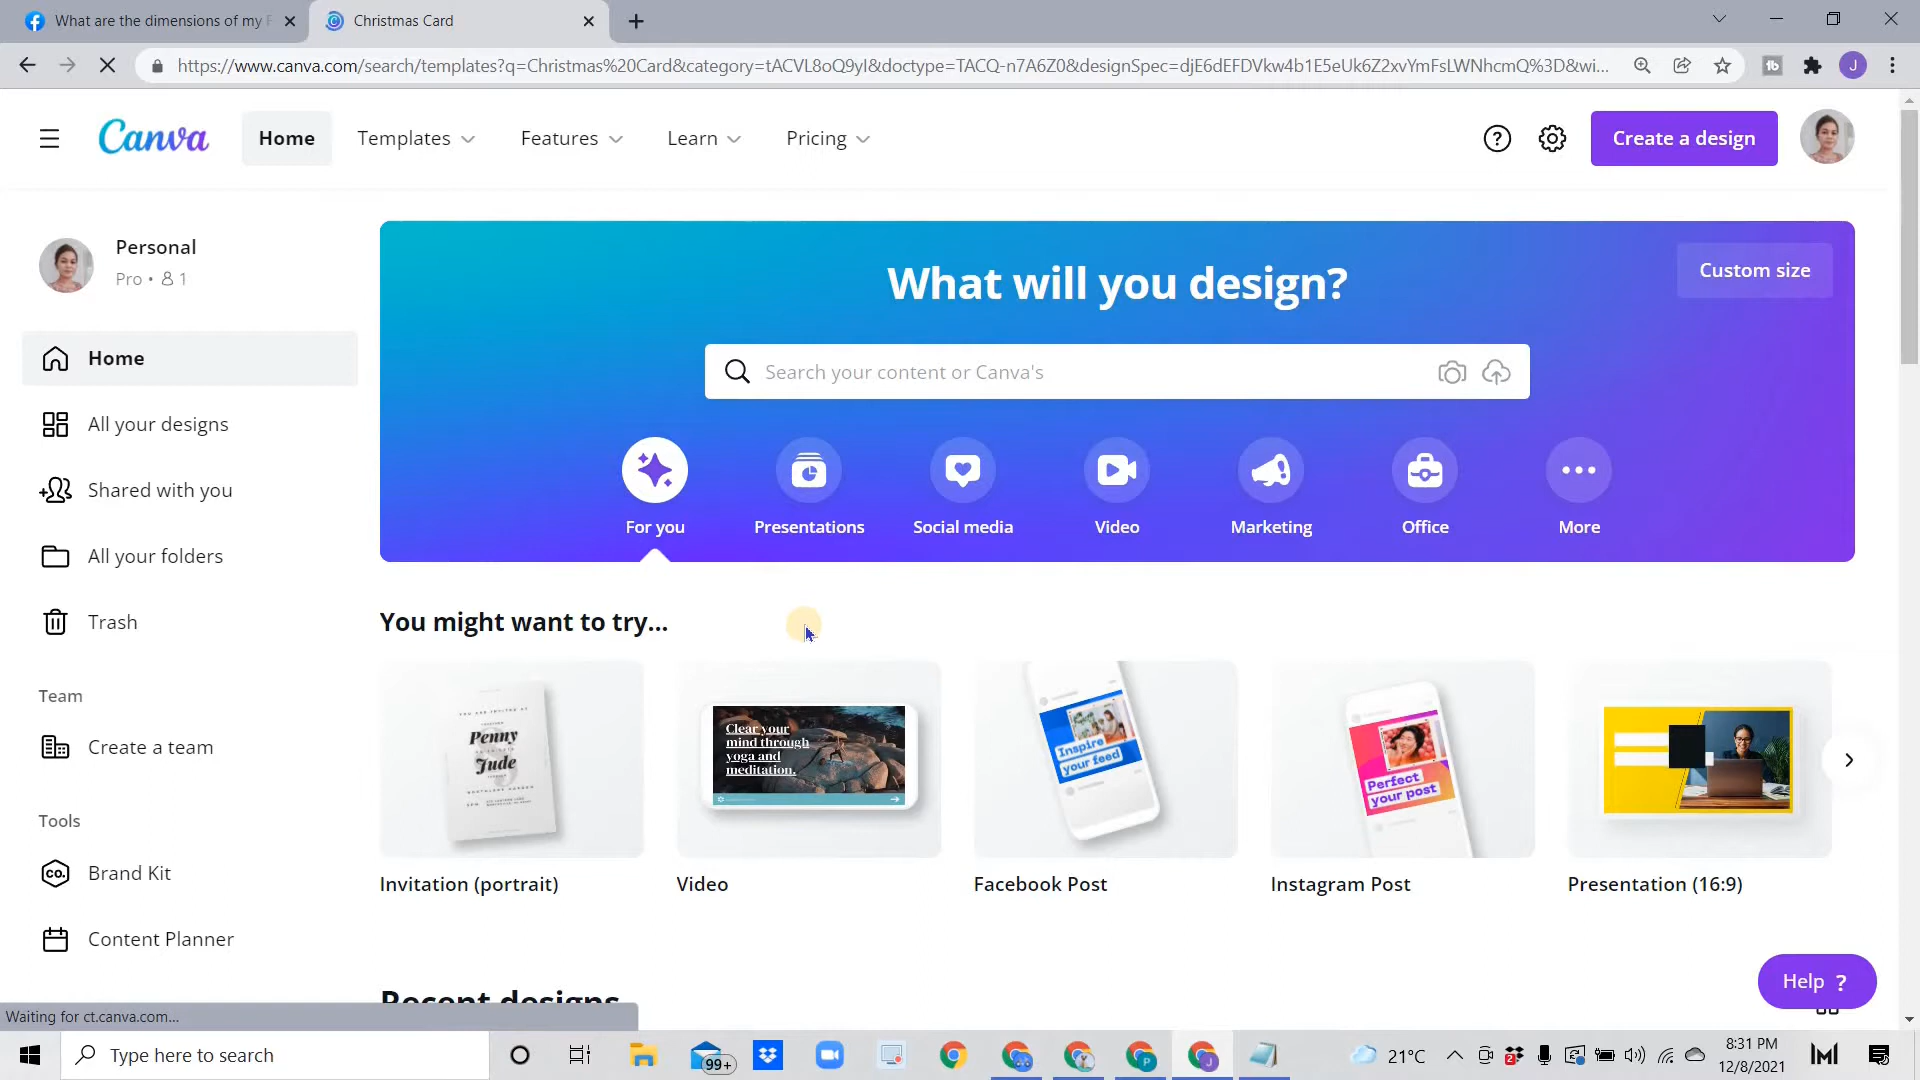 What are the dimensions of my F
Christmas Card
https://www.canva.com/search/templates?q=Christmas%20Card&category=tACVL8oQ9yI&doctype=TACQ-n7A6Z0&designSpec=djE6dEFDVkw4b1E5eUk6Z2xvYmFsLWNhcmQ%3D&wi...
J
Canva
Home
Templates
Features
Learn
Pricing
Create a design
Personal
Pro • 1
Custom size
What will you design?
Search your content or Canva's
Home
All your designs
Shared with you
All your folders
Trash
For you
Presentations
Social media
Video
Marketing
Office
More
You might want to try...
Penny
Jude
Clear your
mind through
yoga and
meditation.
Inspire
your feed
Perfect
your post
Invitation (portrait)
Video
Facebook Post
Instagram Post
Presentation (16:9)
Team
Create a team
Tools
co.
Brand Kit
Content Planner
Recent designs
Help ?
Waiting for ct.canva.com...
Type here to search
99+
21°C
8:31 PM
12/8/2021